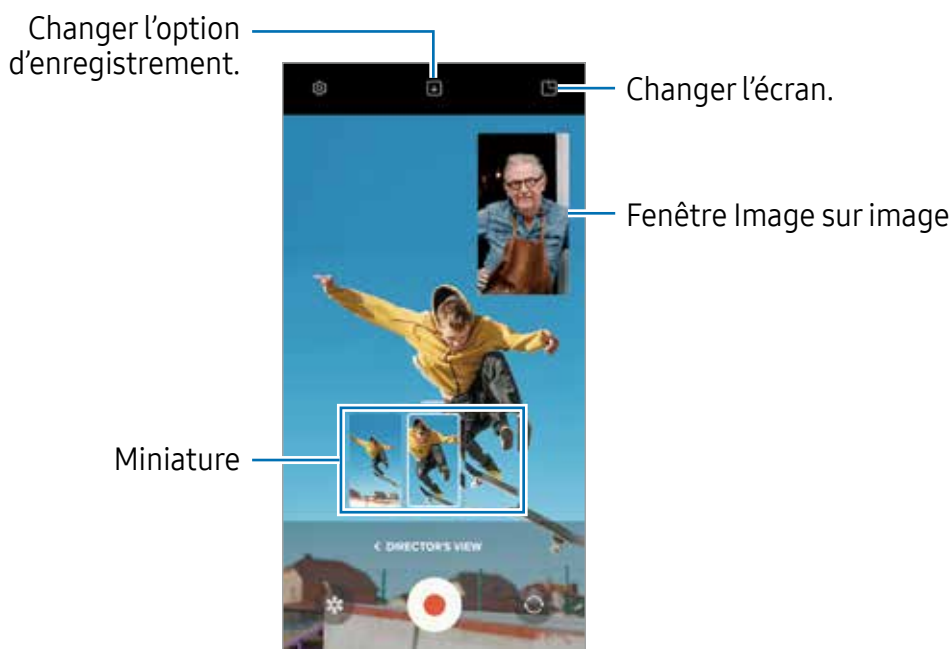 Changer l'option
d'enregistrement.
Changer l'écran.
Fenêtre Image sur image
Miniature
< DIRECTOR'S VIEW